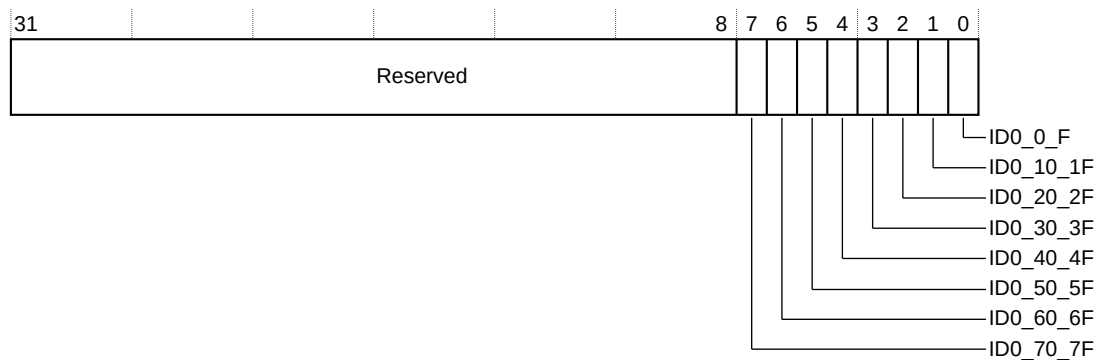 31 8 7 6 5 4 3 2 1 0
Reserved
ID0_0_F
ID0_10_1F
ID0_20_2F
ID0_30_3F
ID0_40_4F
ID0_50_5F
ID0_60_6F
ID0_70_7F